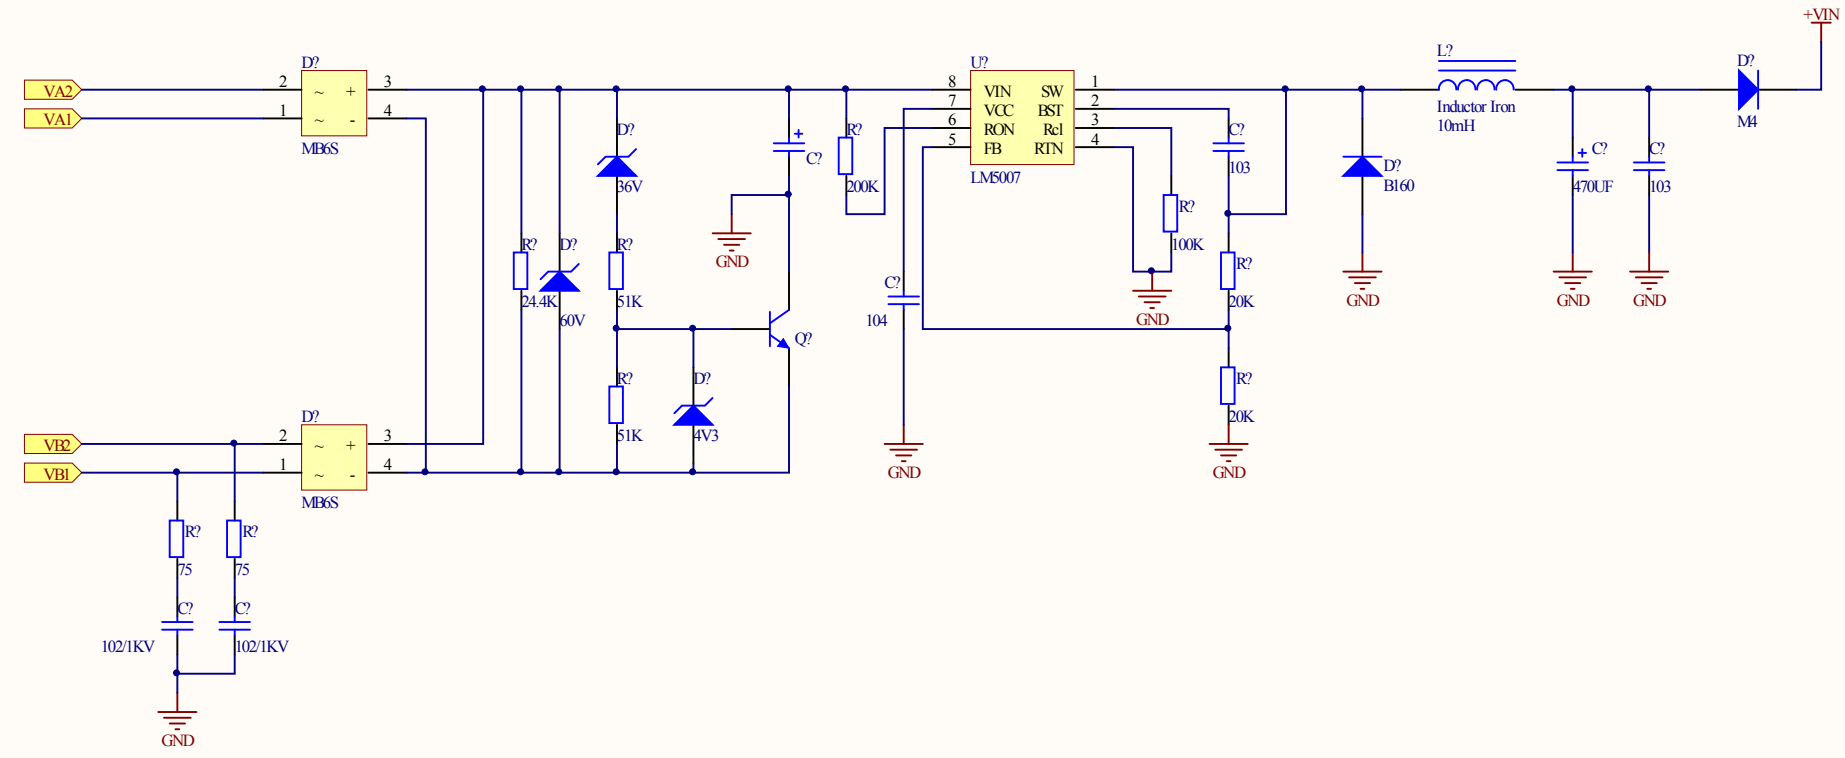 +VIN
D?
VA2
VA1
2
1
~ +
~ -
3
4
MB6S
D?
36V
R?
24.4K
D?
60V
R?
51K
R?
51K
D?
4V3
Q?
+
C?
GND
R?
200K
U?
8
7
6
5
VIN SW
VCC BST
RON Rcl
FB RTN
1
2
3
4
LM5007
C?
104
GND
R?
100K
GND
C?
103
R?
20K
R?
20K
GND
D?
B160
GND
L?
Inductor Iron
10mH
+ C?
470UF
GND
C?
103
GND
D?
M4
D?
VB2
VB1
2
1
~ +
~ -
3
4
MB6S
R?
75
C?
102/1KV
R?
75
C?
102/1KV
GND